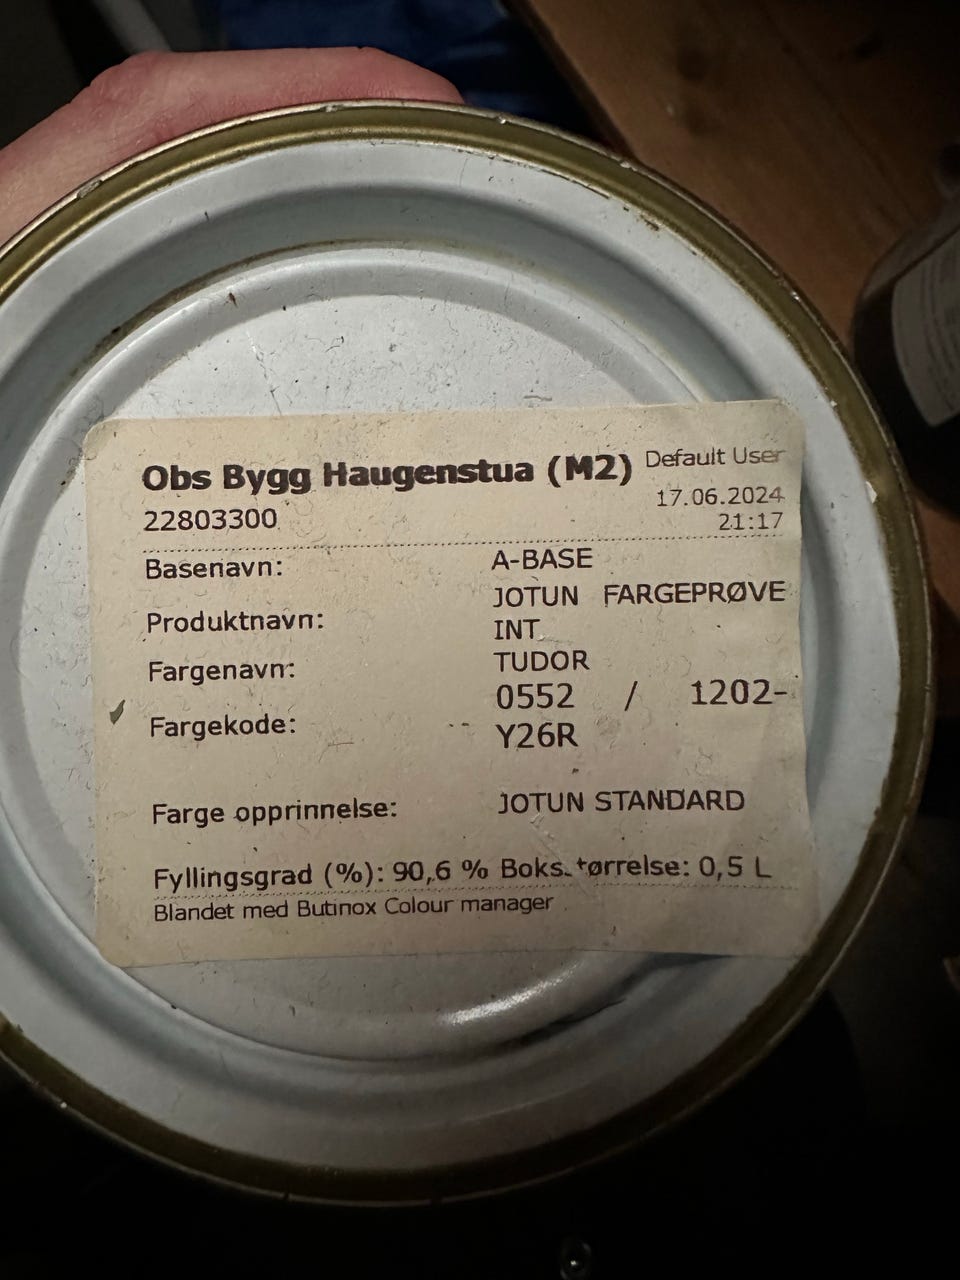 Obs Bygg Haugenstua (M2) Default User
22803300 17.06.2024
21:17
Basenavn: A-BASE
Produktnavn: JOTUN FARGEPRØVE
INT
Fargenavn: TUDOR
Fargekode: 0552 / 1202-
Y26R
Farge opprinnelse: JOTUN STANDARD
Fyllingsgrad (%): 90,6 % Boks tørrelse: 0,5 L
Blandet med Butinox Colour manager